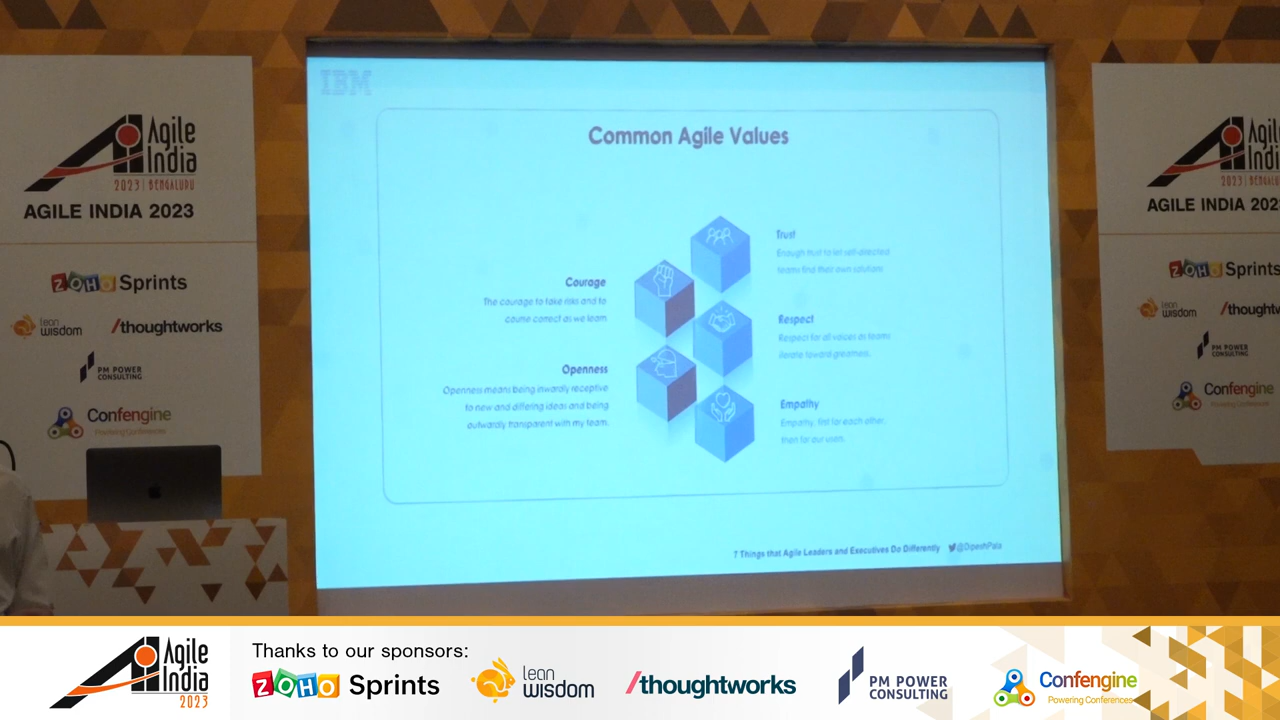 Agile
India
2023 | BENGALURU
AGILE INDIA 2023
ZOHO Sprints
lean
wisdom
/thoughtworks
PM POWER
CONSULTING
Confengine
Powering Conferences
IBM
Common Agile Values
Courage
The courage to take risks and to
course correct as we learn.
Openness
Openness means being inwardly receptive
to new and differing ideas and being
outwardly transparent with my team.
Trust
Enough trust to let self-directed
teams find their own solutions
Respect
Respect for all values as teams
iterate toward greatness.
Empathy
Empathy, first for each other,
then for our users.
7 Things that Agile Leaders and Executives Do Differently @DipeshPala
Agil
India
2023 | BENGALU
AGILE INDIA 202
ZOHO Sprints
lean
wisdom
/thoughtw
PM POWER
CONSULTING
Confengine
Powering Conferences
Agile
India
2023
Thanks to our sponsors:
ZOHO Sprints
lean
wisdom
/thoughtworks
PM POWER
CONSULTING
Confengine
Powering Conferences